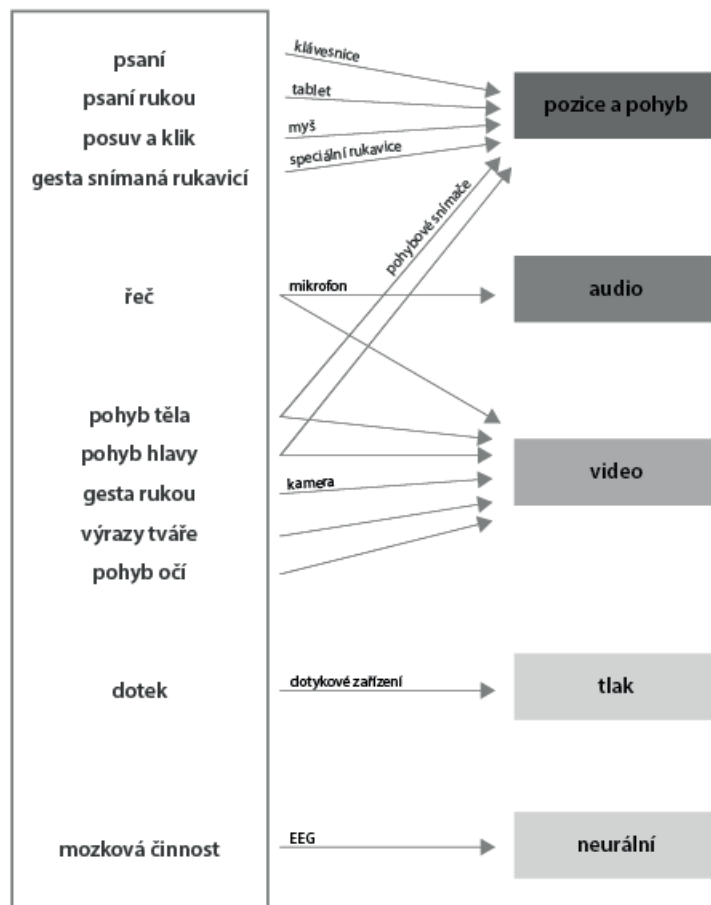 psaní
klávesnice
psaní rukou
tablet
pozice a pohyb
posuv a klik
myš
gesta snímaná rukavicí
speciální rukavice
pohybové snímače
řeč
mikrofon
audio
pohyb těla
pohyb hlavy
gesta rukou
kamera
video
výrazy tváře
pohyb očí
dotek
dotykové zařízení
tlak
mozková činnost
EEG
neurální